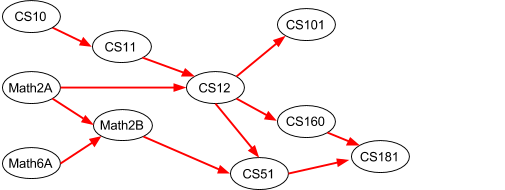 CS10
CS101
CS11
Math2A
CS12
Math2B
CS160
Math6A
CS181
CS51